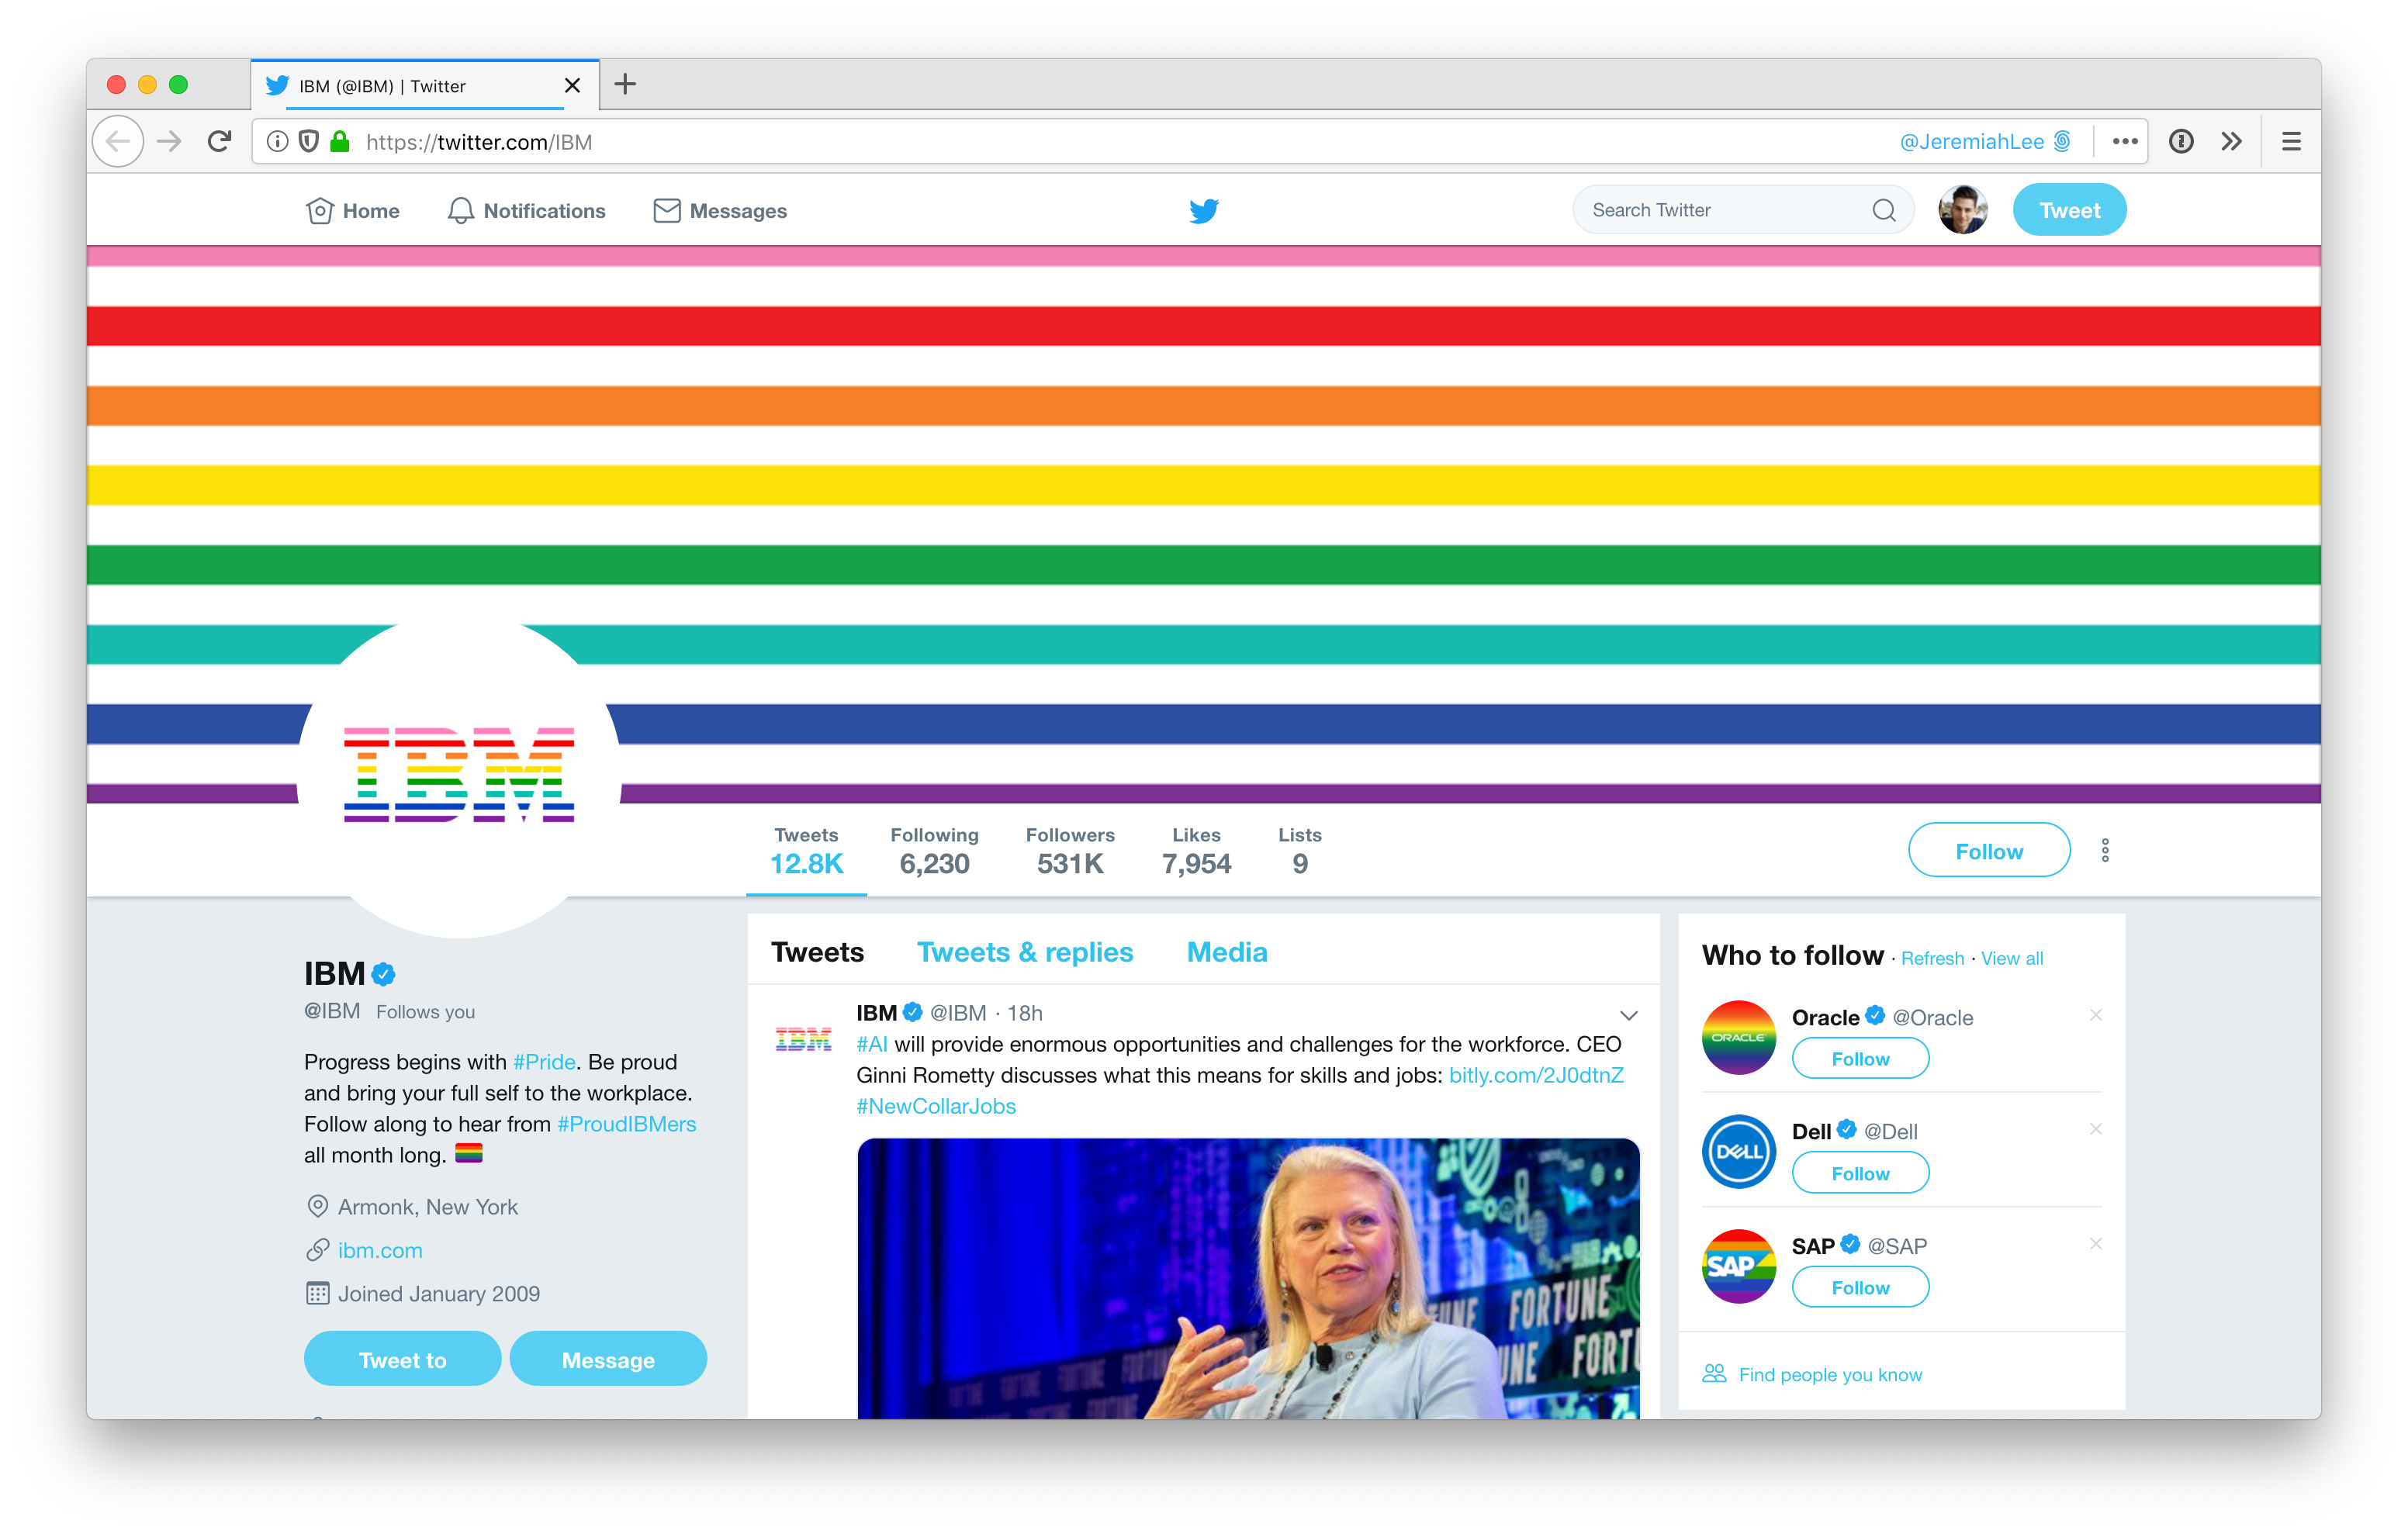 IBM (@IBM) | Twitter
https://twitter.com/IBM
@JeremiahLee
Home
Notifications
Messages
Search Twitter
Tweet
IBM
Tweets
12.8K
Following
6,230
Followers
531K
Likes
7,954
Lists
9
Follow
IBM
@IBM Follows you
Progress begins with #Pride. Be proud
and bring your full self to the workplace.
Follow along to hear from #ProudIBMers
all month long.
Armonk, New York
ibm.com
Joined January 2009
Tweet to
Message
Tweets
Tweets & replies
Media
IBM
IBM @IBM · 18h
#AI will provide enormous opportunities and challenges for the workforce. CEO
Ginni Rometty discusses what this means for skills and jobs: bitly.com/2J0dtnZ
#NewCollarJobs
FORTUNE
Who to follow · Refresh · View all
ORACLE
Oracle @Oracle
Follow
DELL
Dell @Dell
Follow
SAP
SAP @SAP
Follow
Find people you know